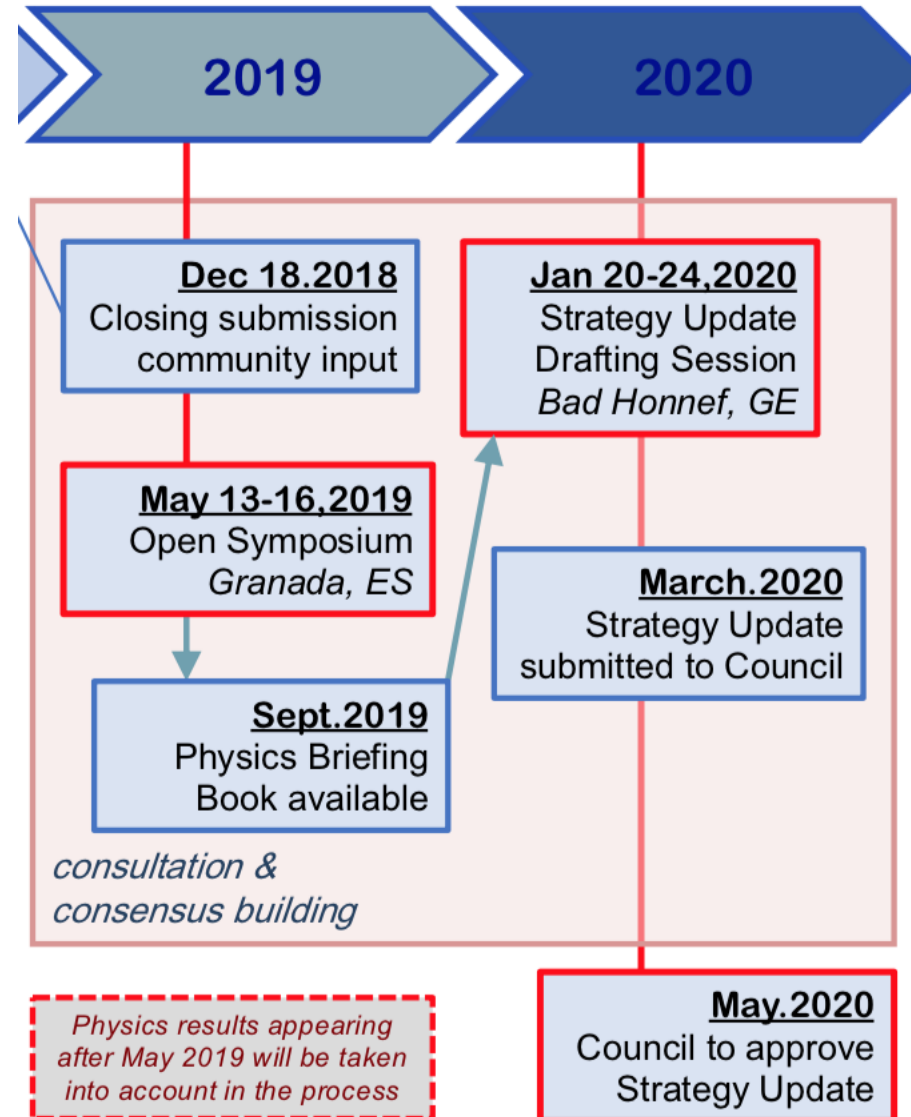 2019
2020
Dec 18.2018
Closing submission
community input
May 13-16,2019
Open Symposium
Granada, ES
Sept.2019
Physics Briefing
Book available
Jan 20-24,2020
Strategy Update
Drafting Session
Bad Honnef, GE
March.2020
Strategy Update
submitted to Council
consultation &
consensus building
Physics results appearing
after May 2019 will be taken
into account in the process
May.2020
Council to approve
Strategy Update